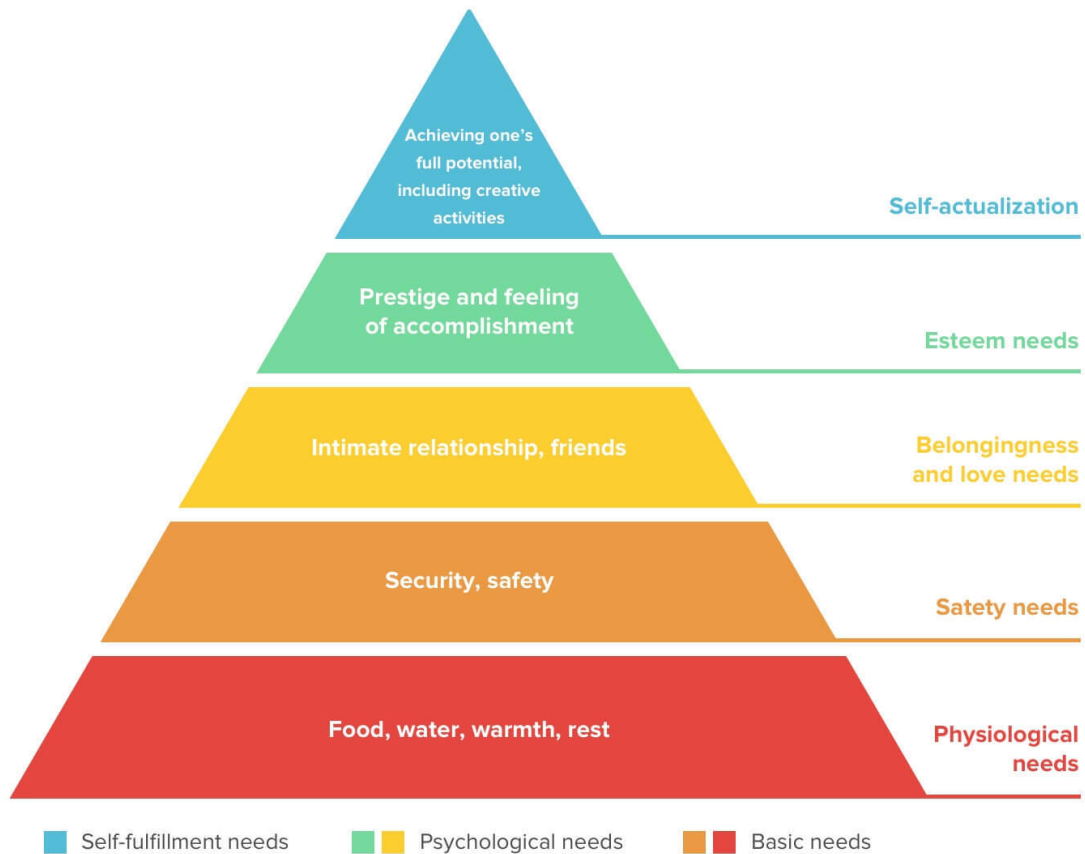 Achieving one's
full potential,
including creative
activities
Self-actualization
Prestige and feeling
of accomplishment
Esteem needs
Intimate relationship, friends
Belongingness
and love needs
Security, safety
Satety needs
Food, water, warmth, rest
Physiological
needs
Self-fulfillment needs
Psychological needs
Basic needs